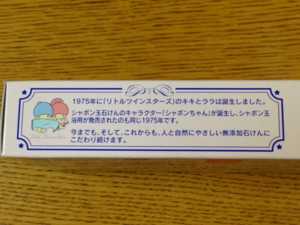 1975年に「リトルツインスターズ」のキキとララは誕生しました。
シャボン玉石けんのキャラクター「シャボンちゃん」が誕生し、シャボン玉
浴用が発売されたのも同じ1975年です。
今までも、そして、これからも、人と自然にやさしい無添加石けんに
こだわり続けます。